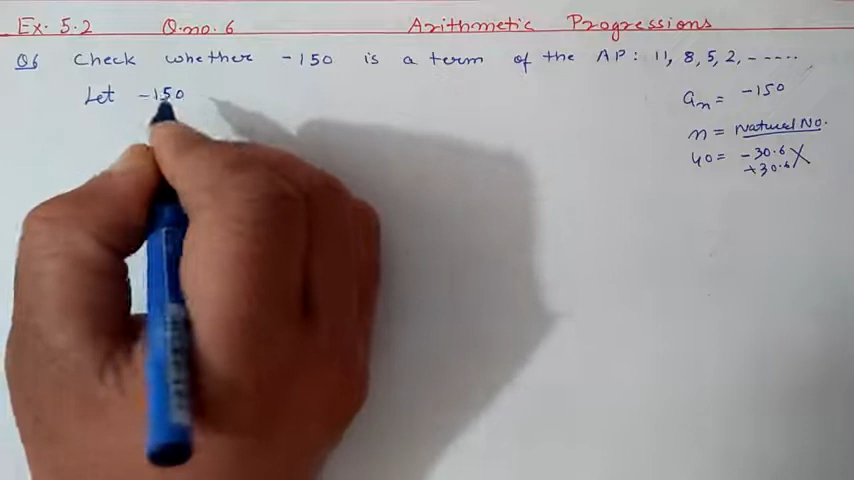 Ex. 5.2 Q.no. 6 Arithmetic Progressions
Q6 Check whether -150 is a term of the AP: 11, 8, 5, 2, -----
Let -150
an = -150
n = Natural No.
40 = -30.6 X
+30.6